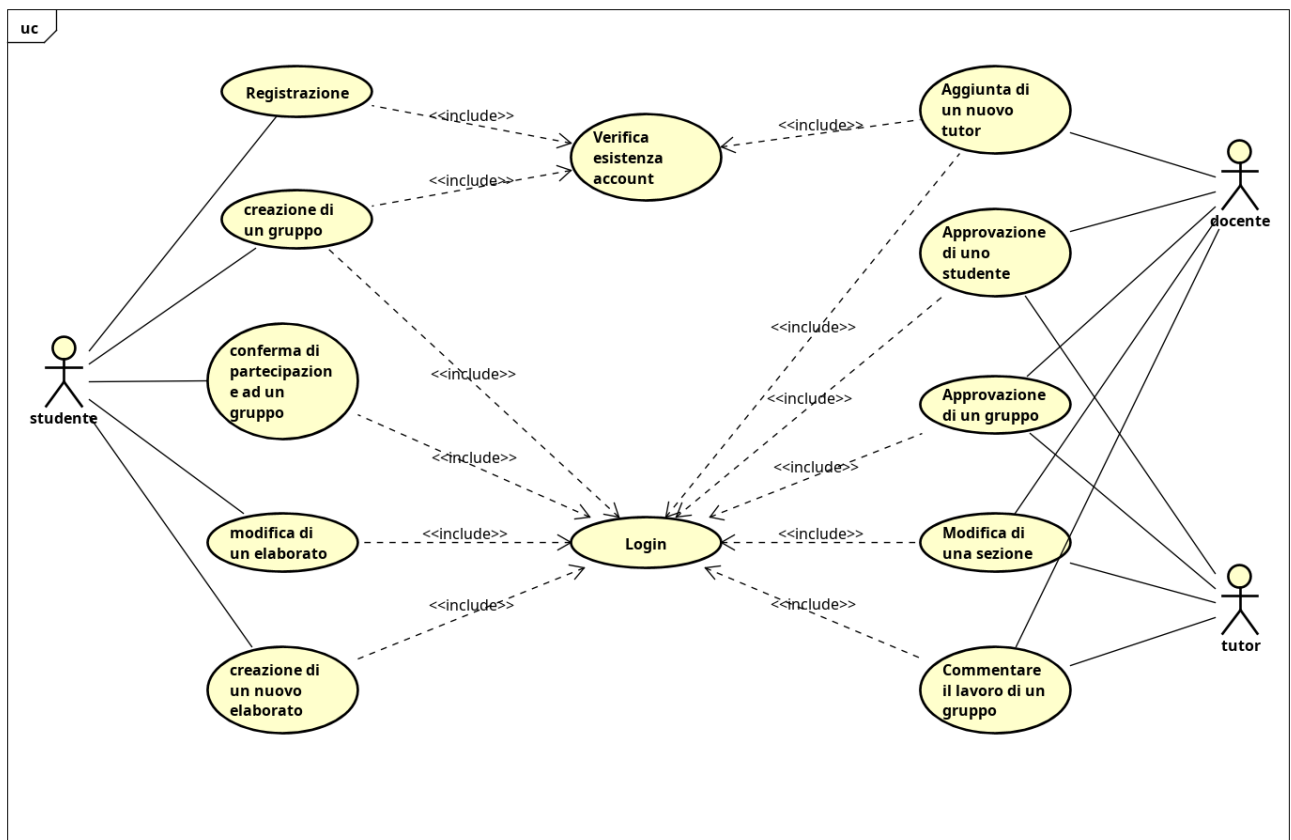 uc
Registrazione
<<include>>
Verifica
esistenza
account
<<include>>
Aggiunta di
un nuovo
tutor
docente
creazione di
un gruppo
<<include>>
Approvazione
di uno
studente
<<include>>
<<include>>
conferma di
partecipazion
e ad un
gruppo
studente
<<include>>
<<include>>
Approvazione
di un gruppo
<<include>>
<<include>>
modifica di
un elaborato
<<include>>
Login
<<include>>
Modifica di
una sezione
<<include>>
<<include>>
tutor
creazione di
un nuovo
elaborato
Commentare
il lavoro di un
gruppo